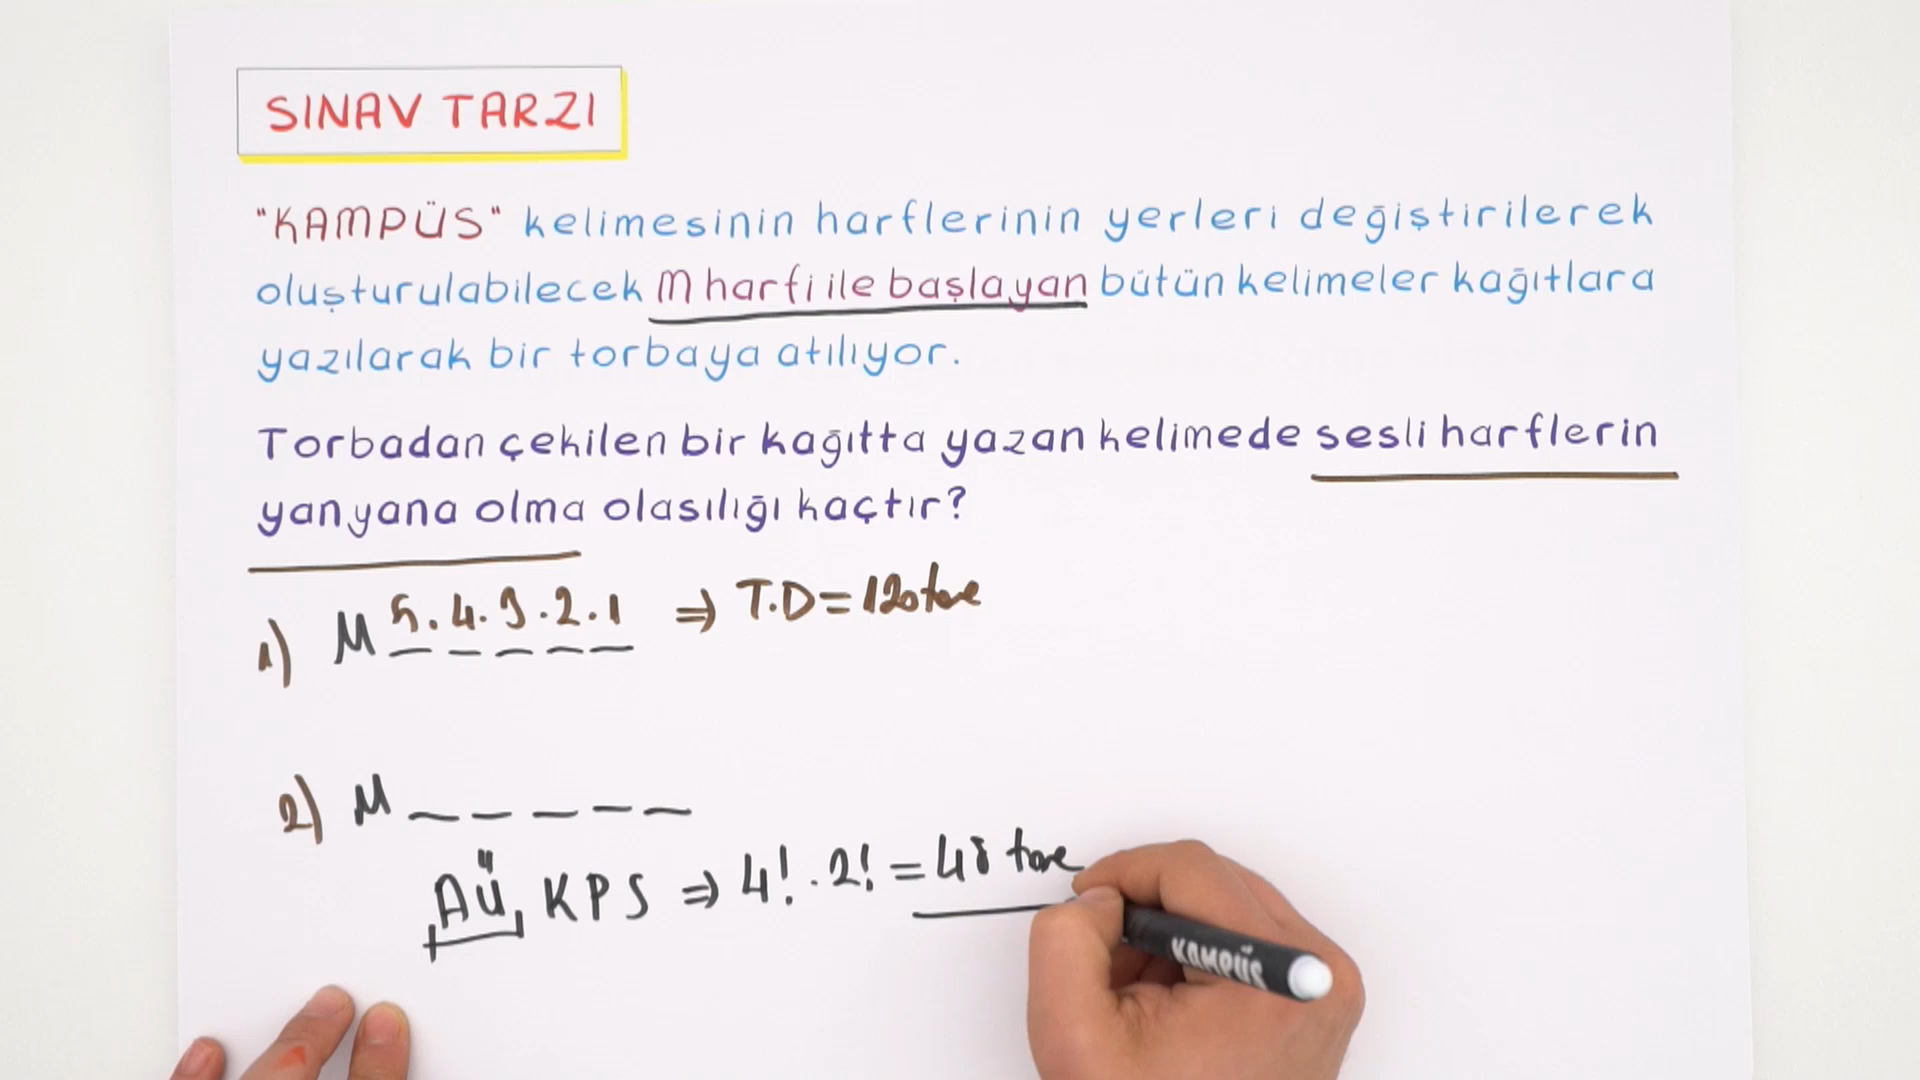 SINAV TARZI
"KAMPÜS" kelimesinin harflerinin yerleri değiştirilerek
oluşturulabilecek M harfi ile başlayan bütün kelimeler kağıtlara
yazılarak bir torbaya atılıyor.
Torbadan çekilen bir kağıtta yazan kelimede sesli harflerin
yanyana olma olasılığı kaçtır?
1) M 5.4.3.2.1 ⇒ T.D = 120 tane
2) M _ _ _ _ _
AÜ, KPS ⇒ 4! . 2! = 48 tane
KAMPÜS